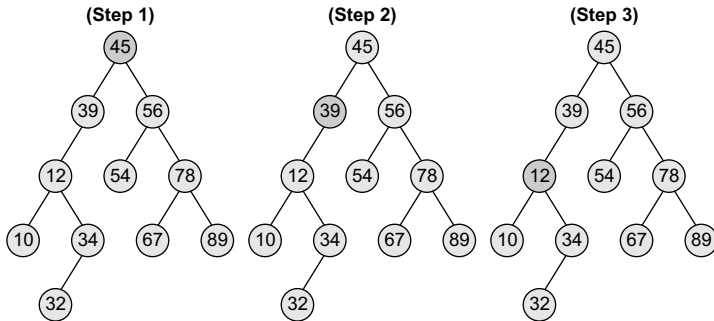 (Step 1) (Step 2) (Step 3)
45 45 45
39 56 39 56 39 56
12 54 78 12 54 78 12 54 78
10 34 67 89 10 34 67 89 10 34 67 89
32 32 32